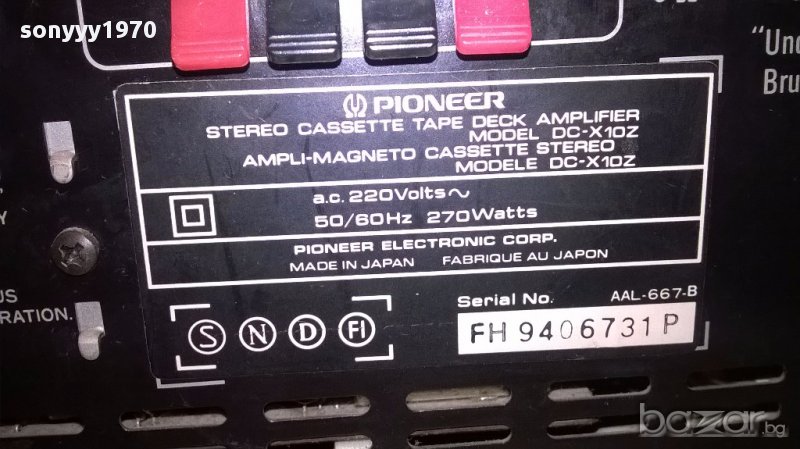 sonyyy1970
"Und
Bru
PIONEER
STEREO CASSETTE TAPE DECK AMPLIFIER
MODEL DC-X10Z
AMPLI-MAGNETO CASSETTE STEREO
MODELE DC-X10Z
a.c. 220Volts~
50/60Hz 270Watts
PIONEER ELECTRONIC CORP.
MADE IN JAPAN FABRIQUE AU JAPON
US
RATION.
S N D FI
Serial No. AAL-667-B
FH 9406731 P
bazar.bg